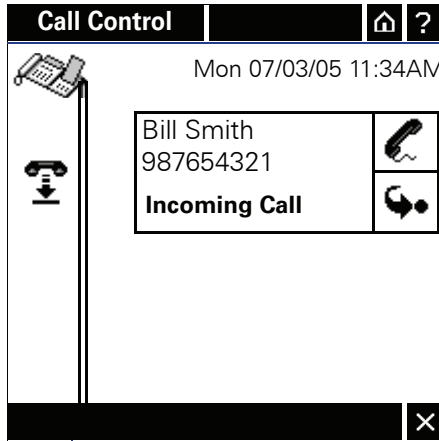 Call Control ?
Mon 07/03/05 11:34AM
Bill Smith
987654321
Incoming Call